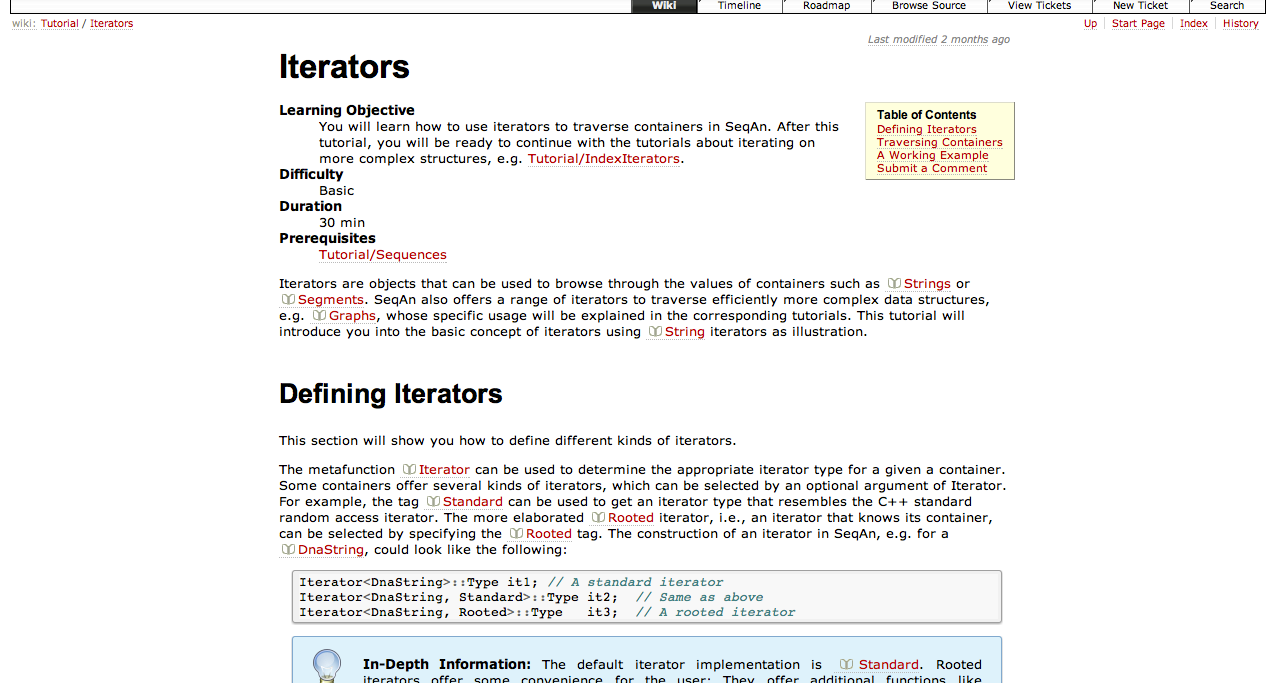 Wiki Timeline Roadmap Browse Source View Tickets New Ticket Search
wiki: Tutorial / Iterators
Up Start Page Index History
Last modified 2 months ago
Iterators
Learning Objective
You will learn how to use iterators to traverse containers in SeqAn. After this
tutorial, you will be ready to continue with the tutorials about iterating on
more complex structures, e.g. Tutorial/IndexIterators.
Difficulty
Basic
Duration
30 min
Prerequisites
Tutorial/Sequences
Table of Contents
Defining Iterators
Traversing Containers
A Working Example
Submit a Comment
Iterators are objects that can be used to browse through the values of containers such as Strings or
Segments. SeqAn also offers a range of iterators to traverse efficiently more complex data structures,
e.g. Graphs, whose specific usage will be explained in the corresponding tutorials. This tutorial will
introduce you into the basic concept of iterators using String iterators as illustration.
Defining Iterators
This section will show you how to define different kinds of iterators.
The metafunction Iterator can be used to determine the appropriate iterator type for a given a container.
Some containers offer several kinds of iterators, which can be selected by an optional argument of Iterator.
For example, the tag Standard can be used to get an iterator type that resembles the C++ standard
random access iterator. The more elaborated Rooted iterator, i.e., an iterator that knows its container,
can be selected by specifying the Rooted tag. The construction of an iterator in SeqAn, e.g. for a
DnaString, could look like the following:
Iterator<DnaString>::Type it1; // A standard iterator
Iterator<DnaString, Standard>::Type it2; // Same as above
Iterator<DnaString, Rooted>::Type it3; // A rooted iterator
In-Depth Information: The default iterator implementation is Standard. Rooted
iterators offer some convenience for the user: They offer additional functions like